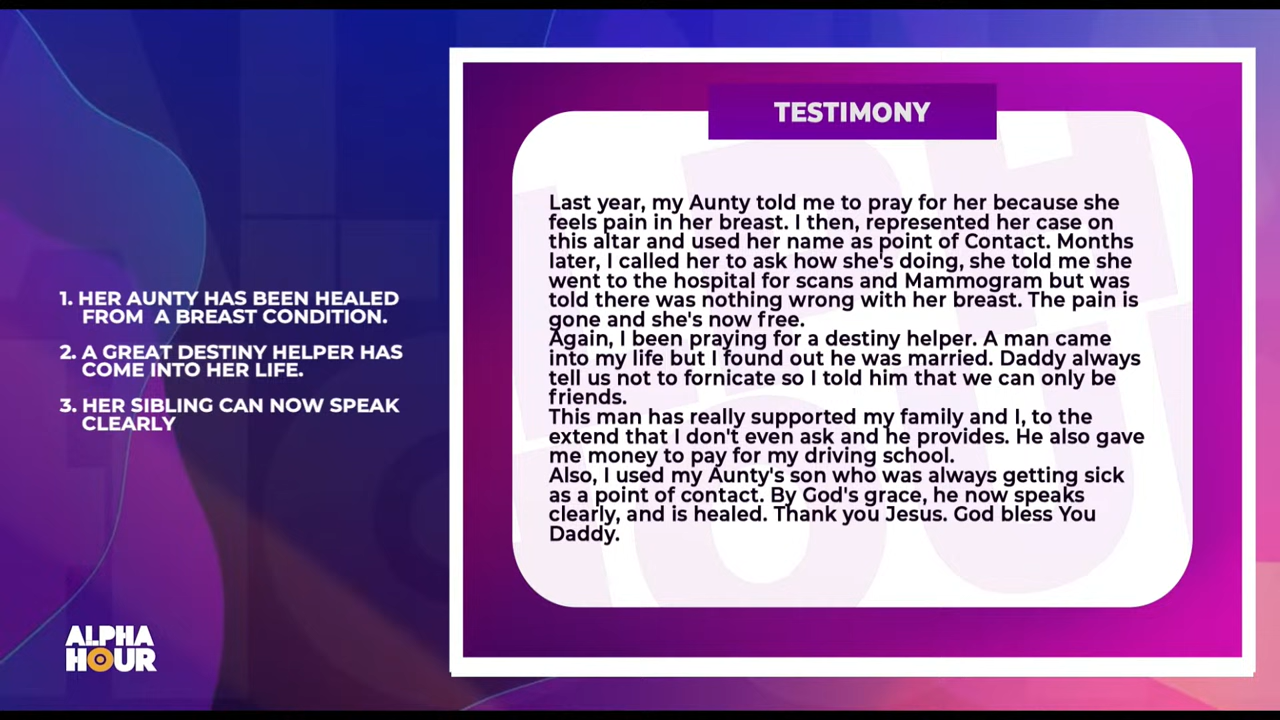 1. HER AUNTY HAS BEEN HEALED
FROM A BREAST CONDITION.
2. A GREAT DESTINY HELPER HAS
COME INTO HER LIFE.
3. HER SIBLING CAN NOW SPEAK
CLEARLY
ALPHA
HOUR
TESTIMONY
Last year, my Aunty told me to pray for her because she
feels pain in her breast. I then, represented her case on
this altar and used her name as point of Contact. Months
later, I called her to ask how she's doing, she told me she
went to the hospital for scans and Mammogram but was
told there was nothing wrong with her breast. The pain is
gone and she's now free.
Again, I been praying for a destiny helper. A man came
into my life but I found out he was married. Daddy always
tell us not to fornicate so I told him that we can only be
friends.
This man has really supported my family and I, to the
extend that I don't even ask and he provides. He also gave
me money to pay for my driving school.
Also, I used my Aunty's son who was always getting sick
as a point of contact. By God's grace, he now speaks
clearly, and is healed. Thank you Jesus. God bless You
Daddy.